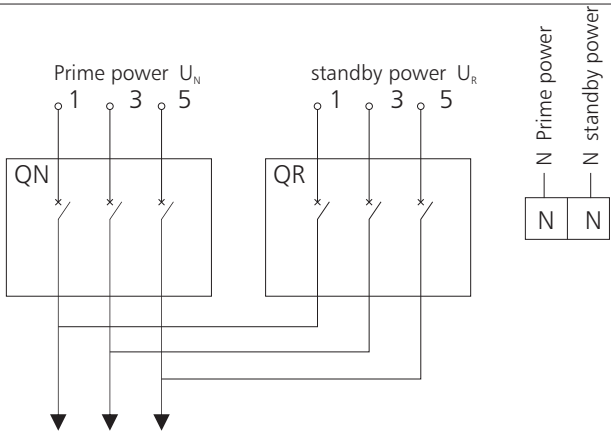 Prime power U_N
1 3 5
QN
standby power U_R
1 3 5
QR
N Prime power
N standby power
N N